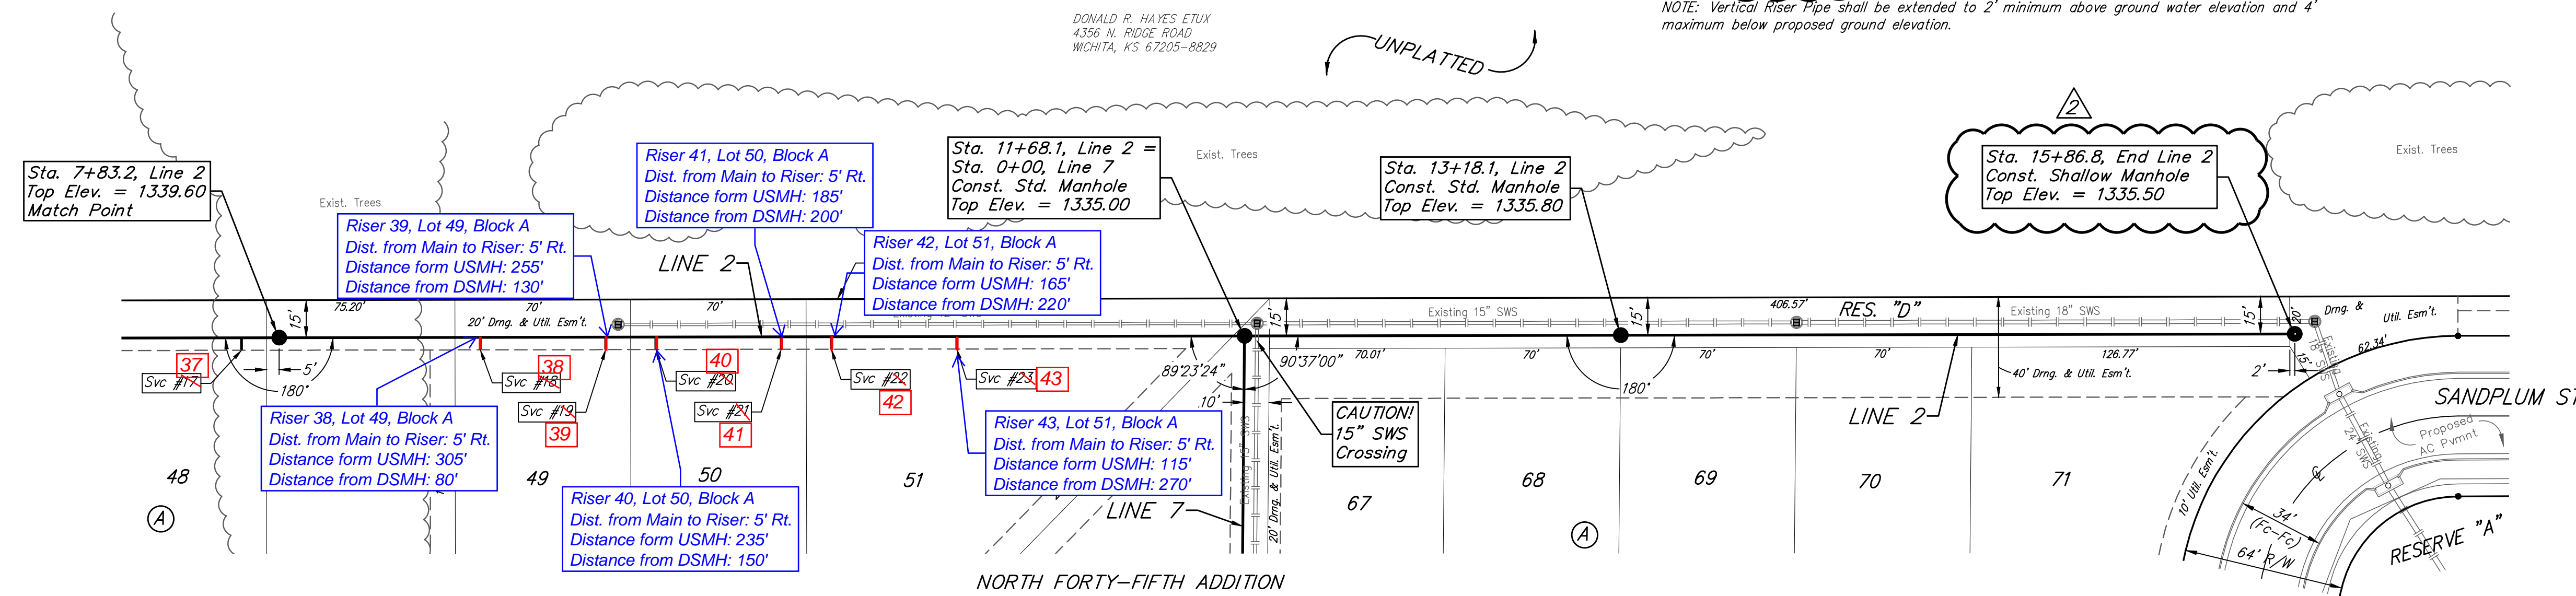 DONALD R. HAYES ETUX
4356 N. RIDGE ROAD
WICHITA, KS 67205-8829
UNPLATTED
NOTE: Vertical Riser Pipe shall be extended to 2' minimum above ground water elevation and 4'
maximum below proposed ground elevation.
2
Sta. 7+83.2, Line 2
Top Elev. = 1339.60
Match Point
Exist. Trees
Riser 39, Lot 49, Block A
Dist. from Main to Riser: 5' Rt.
Distance form USMH: 255'
Distance from DSMH: 130'
Riser 41, Lot 50, Block A
Dist. from Main to Riser: 5' Rt.
Distance form USMH: 185'
Distance from DSMH: 200'
LINE 2
Riser 42, Lot 51, Block A
Dist. from Main to Riser: 5' Rt.
Distance form USMH: 165'
Distance from DSMH: 220'
Sta. 11+68.1, Line 2 =
Sta. 0+00, Line 7
Const. Std. Manhole
Top Elev. = 1335.00
Exist. Trees
Sta. 13+18.1, Line 2
Const. Std. Manhole
Top Elev. = 1335.80
Sta. 15+86.8, End Line 2
Const. Shallow Manhole
Top Elev. = 1335.50
Exist. Trees
75.20'
70'
70'
15'
20' Drng. & Util. Esm't.
15'
Existing 15" SWS
15'
406.57'
RES. "D"
Existing 18" SWS
15'
20'
Drng. &
Util. Esm't.
62.34'
37
Svc #17
5'
180°
38
Svc #18
Svc #19
39
40
Svc #20
Svc #21
41
Svc #22
42
Svc #23
43
89°23'24"
90°37'00"
10'
70.01'
70'
180°
70'
70'
126.77'
40' Drng. & Util. Esm't.
2'
15'
Existing
18" SWS
LINE 2
SANDPLUM ST
Proposed
AC Pvmnt
Existing
24" SWS
Riser 38, Lot 49, Block A
Dist. from Main to Riser: 5' Rt.
Distance form USMH: 305'
Distance from DSMH: 80'
Riser 40, Lot 50, Block A
Dist. from Main to Riser: 5' Rt.
Distance form USMH: 235'
Distance from DSMH: 150'
Riser 43, Lot 51, Block A
Dist. from Main to Riser: 5' Rt.
Distance form USMH: 115'
Distance from DSMH: 270'
CAUTION!
15" SWS
Crossing
Existing 15" SWS
20' Drng. & Util. Esm't.
48
49
50
51
67
68
69
70
71
A
A
LINE 7
10' Util. Esm't.
34'
(Fc-Fc)
64' R/W
RESERVE "A"
NORTH FORTY-FIFTH ADDITION